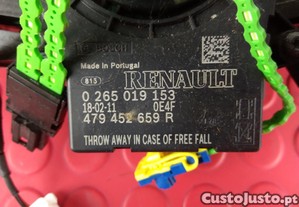 Made in Portugal
815 RENAULT
0 265 019 153
18-02-11 0E4F
479 452 659 R
THROW AWAY IN CASE OF FREE FALL
CustoJusto.pt